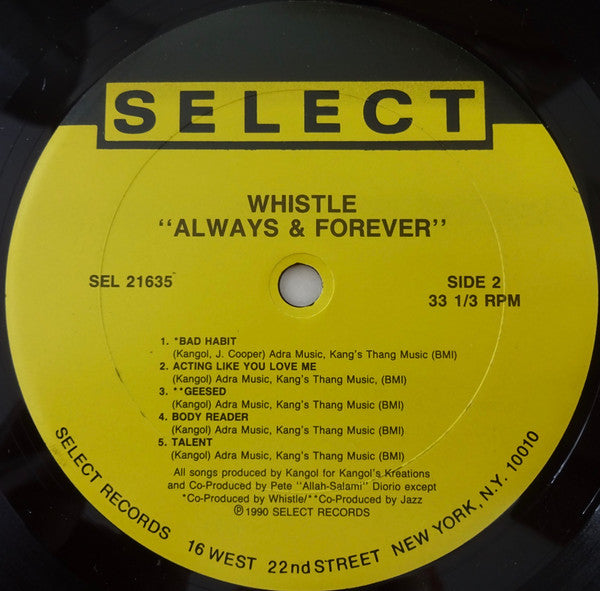 SELECT
WHISTLE
"ALWAYS & FOREVER"
SEL 21635
SIDE 2
33 1/3 RPM
1. *BAD HABIT
(Kangol, J. Cooper) Adra Music, Kang's Thang Music (BMI)
2. ACTING LIKE YOU LOVE ME
(Kangol) Adra Music, Kang's Thang Music, (BMI)
3. **GEESED
(Kangol) Adra Music, Kang's Thang Music (BMI)
4. BODY READER
(Kangol) Adra Music, Kang's Thang Music (BMI)
5. TALENT
(Kangol) Adra Music, Kang's Thang Music (BMI)
All songs produced by Kangol for Kangol's Kreations
and Co-Produced by Pete "Allah-Salami" Diorio except
*Co-Produced by Whistle/**Co-Produced by Jazz
℗ 1990 SELECT RECORDS
SELECT RECORDS 16 WEST 22nd STREET NEW YORK, N.Y. 10010